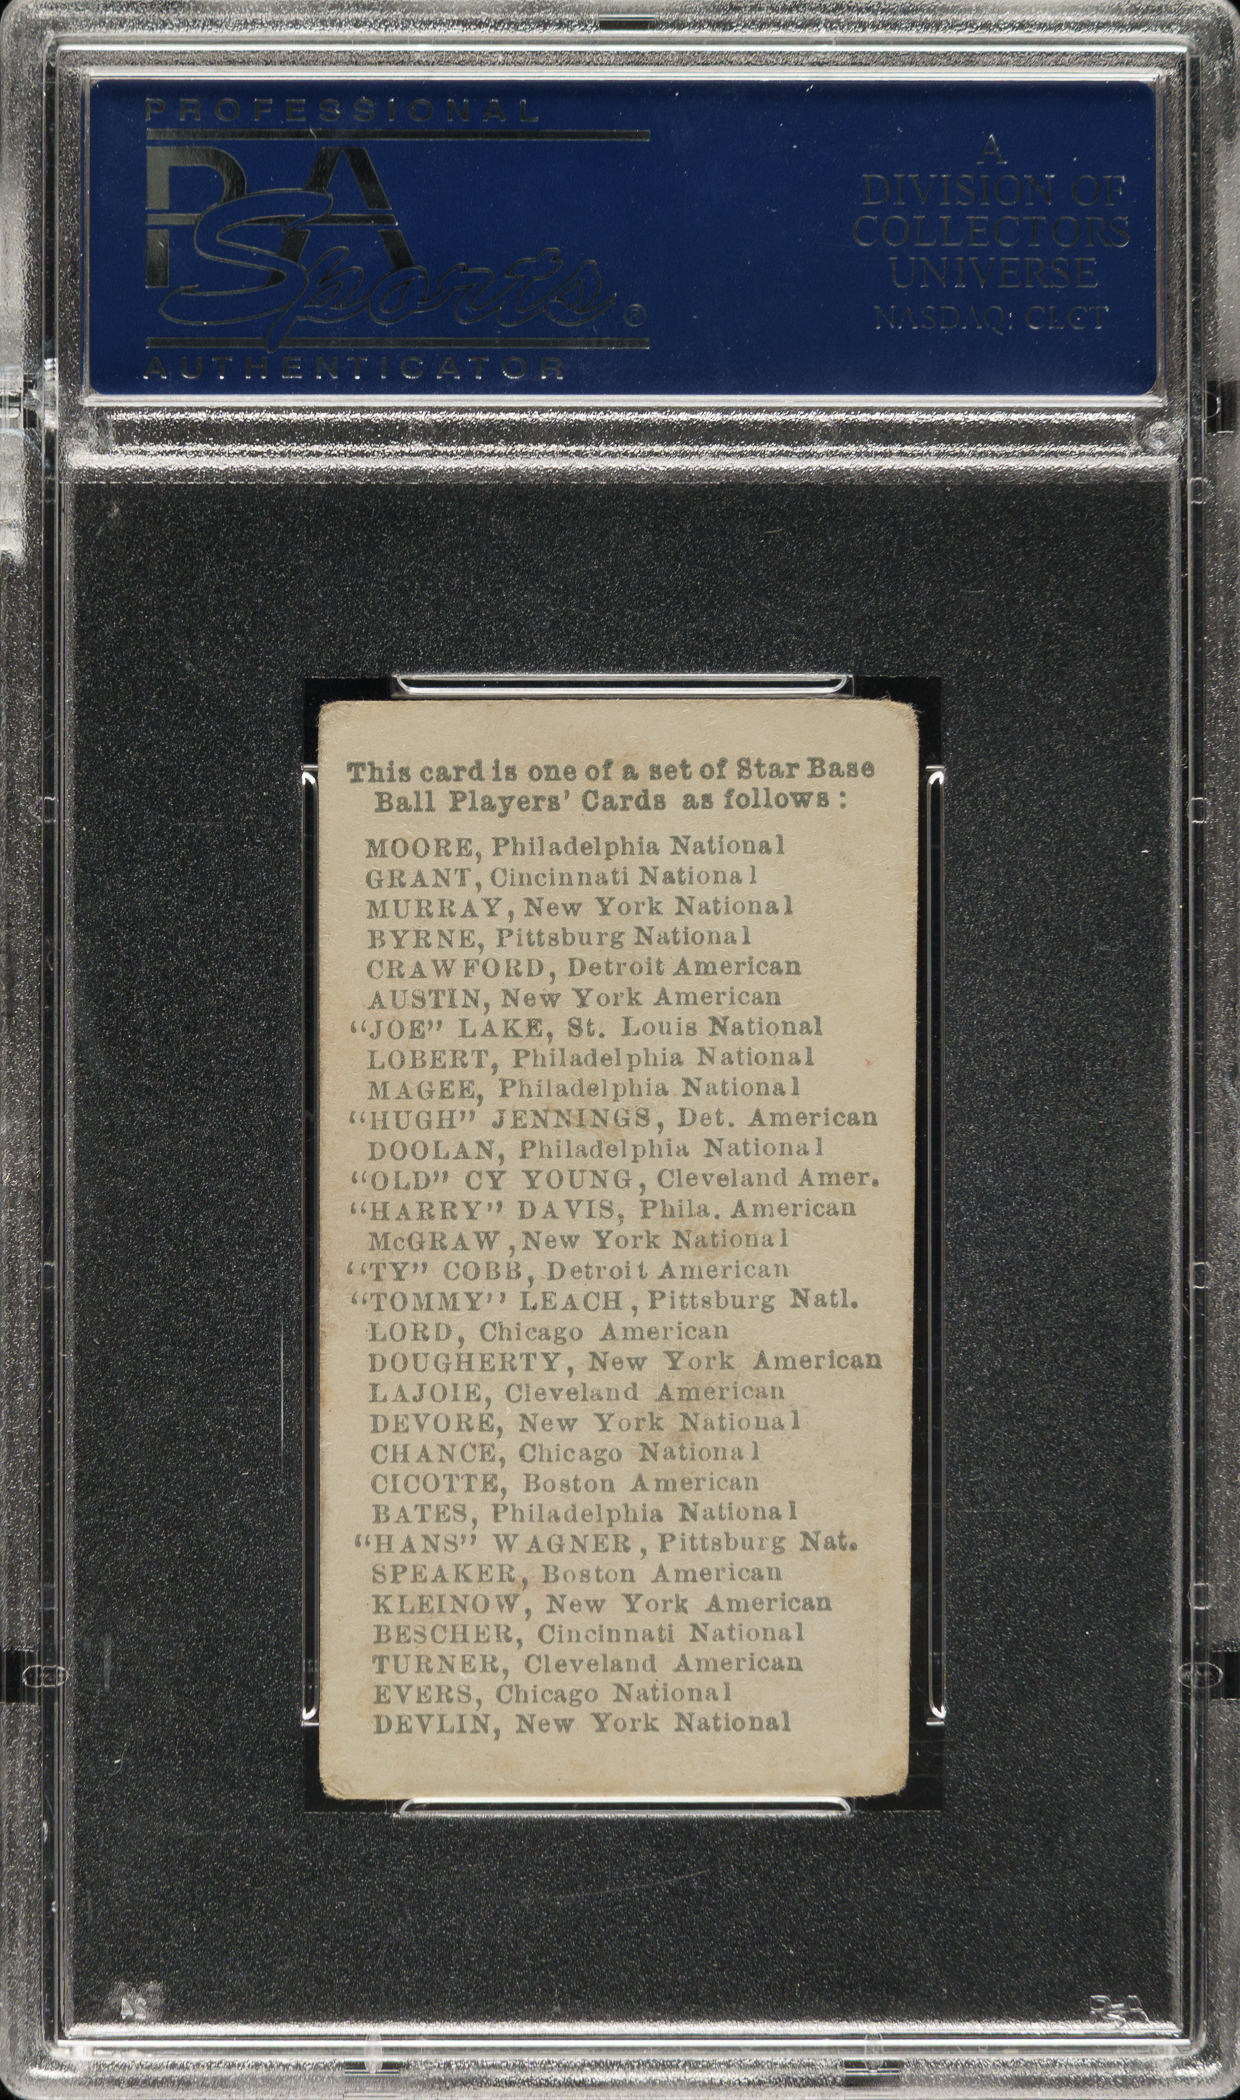 PROFESSIONAL
PSA
Sports®
AUTHENTICATOR
A
DIVISION OF
COLLECTORS
UNIVERSE
NASDAQ: CLCT
This card is one of a set of Star Base
Ball Players' Cards as follows:
MOORE, Philadelphia National
GRANT, Cincinnati National
MURRAY, New York National
BYRNE, Pittsburg National
CRAWFORD, Detroit American
AUSTIN, New York American
“JOE” LAKE, St. Louis National
LOBERT, Philadelphia National
MAGEE, Philadelphia National
“HUGH” JENNINGS, Det. American
DOOLAN, Philadelphia National
“OLD” CY YOUNG, Cleveland Amer.
“HARRY” DAVIS, Phila. American
McGRAW, New York National
“TY” COBB, Detroit American
“TOMMY” LEACH, Pittsburg Natl.
LORD, Chicago American
DOUGHERTY, New York American
LAJOIE, Cleveland American
DEVORE, New York National
CHANCE, Chicago National
CICOTTE, Boston American
BATES, Philadelphia National
“HANS” WAGNER, Pittsburg Nat.
SPEAKER, Boston American
KLEINOW, New York American
BESCHER, Cincinnati National
TURNER, Cleveland American
EVERS, Chicago National
DEVLIN, New York National
PSA